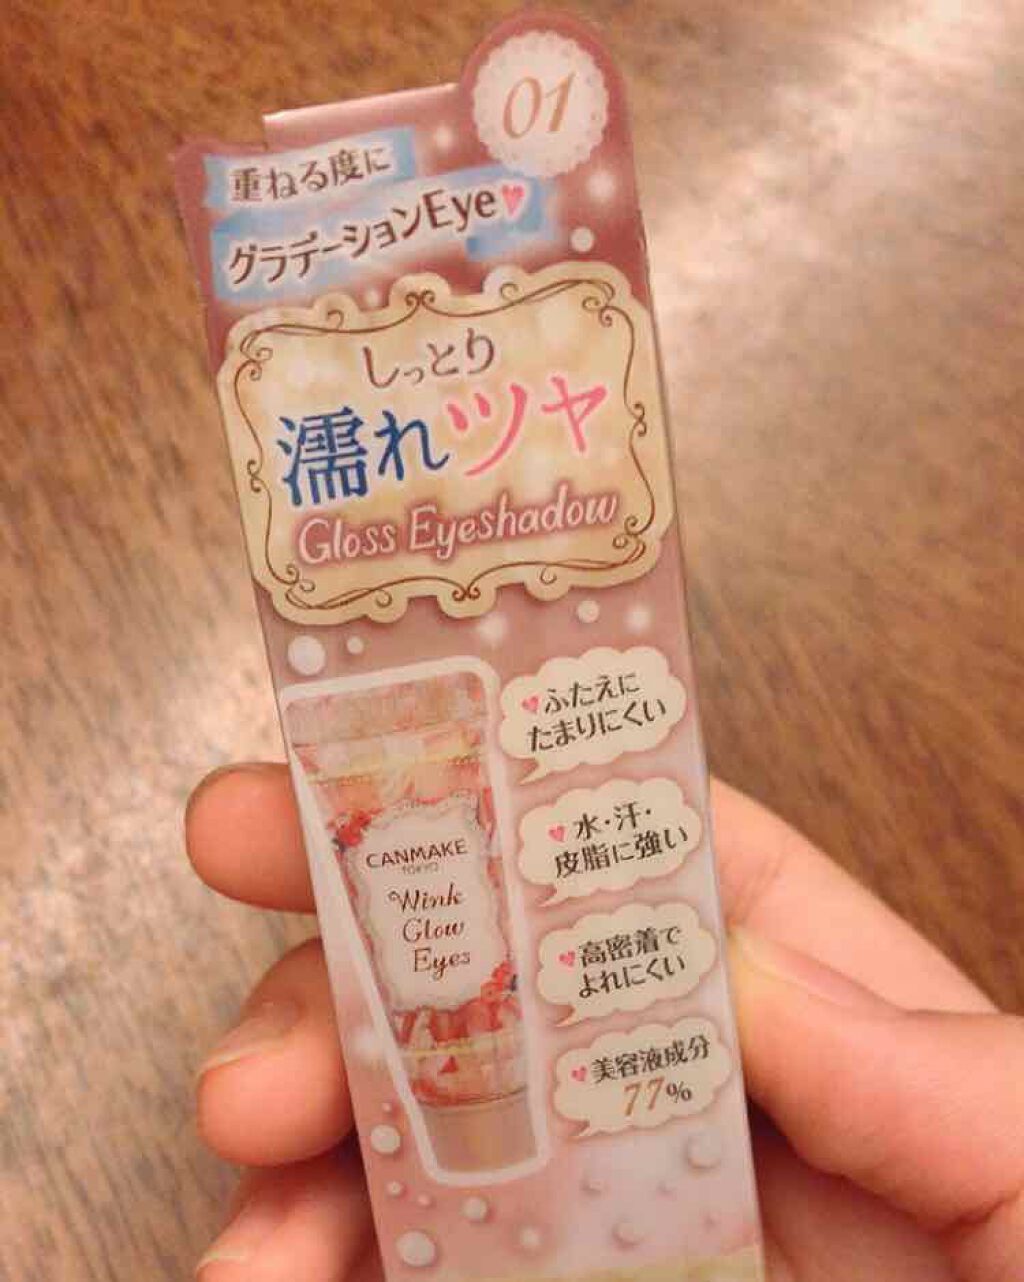 01
重ねる度に
グラデーションEye♥
しっとり
濡れツヤ
Gloss Eyeshadow
CANMAKE
TOKYO
Wink
Glow
Eyes
♥ふたえに
たまりにくい
♥水・汗・
皮脂に強い
♥高密着で
よれにくい
♥美容液成分
77%